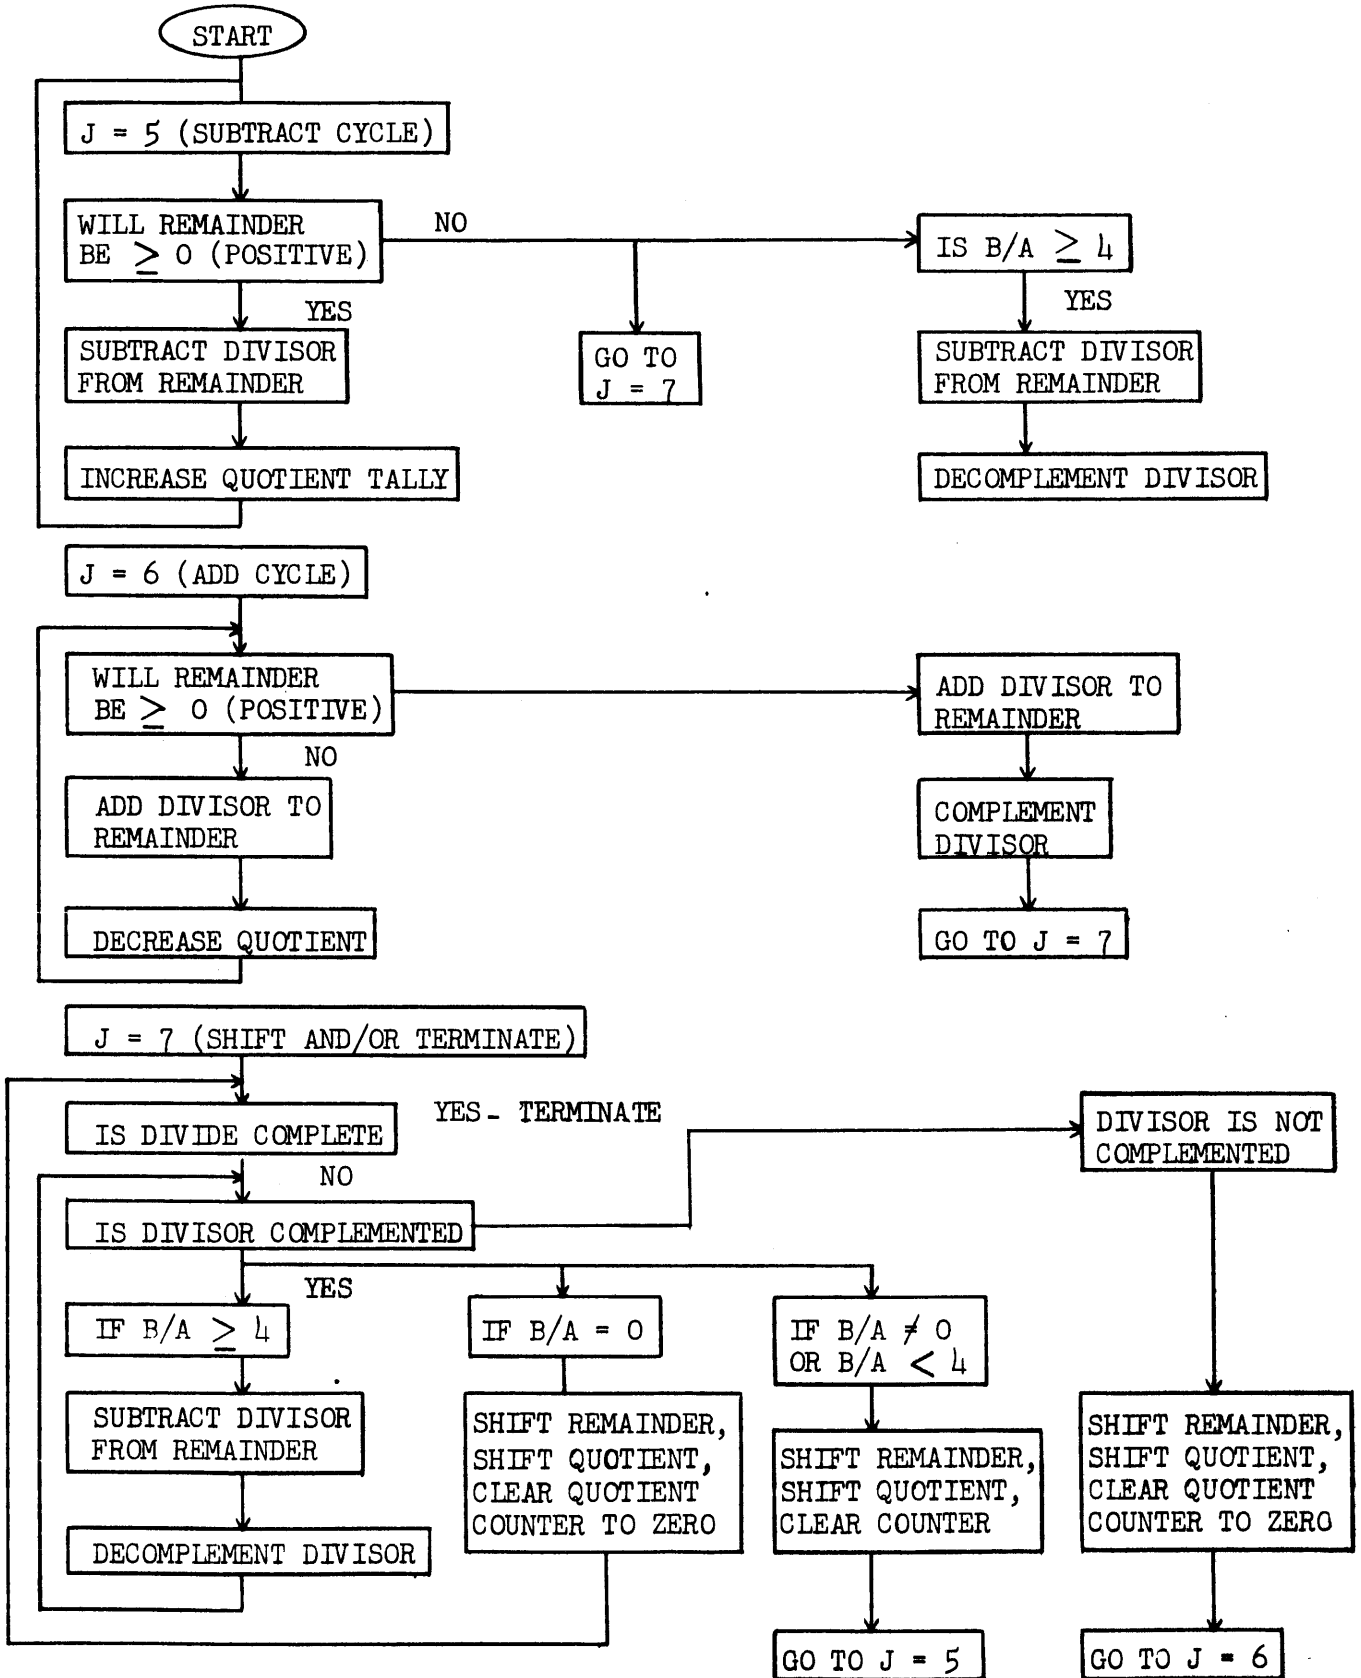 START
J = 5 (SUBTRACT CYCLE)
WILL REMAINDER
BE ≥ 0 (POSITIVE)
NO
IS B/A ≥ 4
YES
YES
SUBTRACT DIVISOR
FROM REMAINDER
GO TO
J = 7
SUBTRACT DIVISOR
FROM REMAINDER
INCREASE QUOTIENT TALLY
DECOMPLEMENT DIVISOR
J = 6 (ADD CYCLE)
WILL REMAINDER
BE ≥ 0 (POSITIVE)
ADD DIVISOR TO
REMAINDER
NO
ADD DIVISOR TO
REMAINDER
COMPLEMENT
DIVISOR
DECREASE QUOTIENT
GO TO J = 7
J = 7 (SHIFT AND/OR TERMINATE)
IS DIVIDE COMPLETE
YES - TERMINATE
DIVISOR IS NOT
COMPLEMENTED
NO
IS DIVISOR COMPLEMENTED
YES
IF B/A ≥ 4
IF B/A = 0
IF B/A ≠ 0
OR B/A < 4
SUBTRACT DIVISOR
FROM REMAINDER
SHIFT REMAINDER,
SHIFT QUOTIENT,
CLEAR QUOTIENT
COUNTER TO ZERO
SHIFT REMAINDER,
SHIFT QUOTIENT,
CLEAR COUNTER
SHIFT REMAINDER,
SHIFT QUOTIENT,
CLEAR QUOTIENT
COUNTER TO ZERO
DECOMPLEMENT DIVISOR
GO TO J = 5
GO TO J = 6